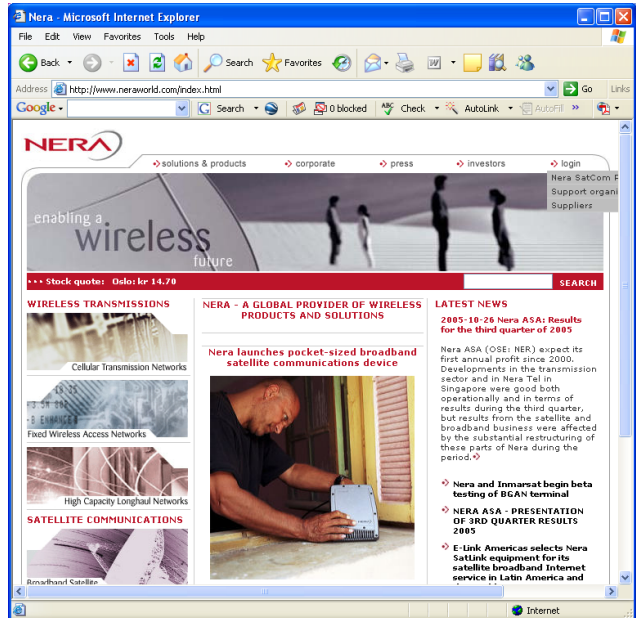 Nera - Microsoft Internet Explorer
File Edit View Favorites Tools Help
Back Search Favorites
Address http://www.neraworld.com/index.html Go Links
Google Search 0 blocked Check AutoLink AutoFill »
NERA
solutions & products corporate press investors login
Nera SatCom P
Support organi
Suppliers
enabling a
wireless
future
Stock quote: Oslo: kr 14.70 SEARCH
WIRELESS TRANSMISSIONS
Cellular Transmission Networks
Fixed Wireless Access Networks
High Capacity Longhaul Networks
SATELLITE COMMUNICATIONS
Broadband Satellite
NERA - A GLOBAL PROVIDER OF WIRELESS
PRODUCTS AND SOLUTIONS
Nera launches pocket-sized broadband
satellite communications device
LATEST NEWS
2005-10-26 Nera ASA: Results
for the third quarter of 2005
Nera ASA (OSE: NER) expect its
first annual profit since 2000.
Developments in the transmission
sector and in Nera Tel in
Singapore were good both
operationally and in terms of
results during the third quarter,
but results from the satellite and
broadband business were affected
by the substantial restructuring of
these parts of Nera during the
period.
Nera and Inmarsat begin beta
testing of BGAN terminal
NERA ASA - PRESENTATION
OF 3RD QUARTER RESULTS
2005
E-Link Americas selects Nera
SatLink equipment for its
satellite broadband Internet
service in Latin America and
Internet